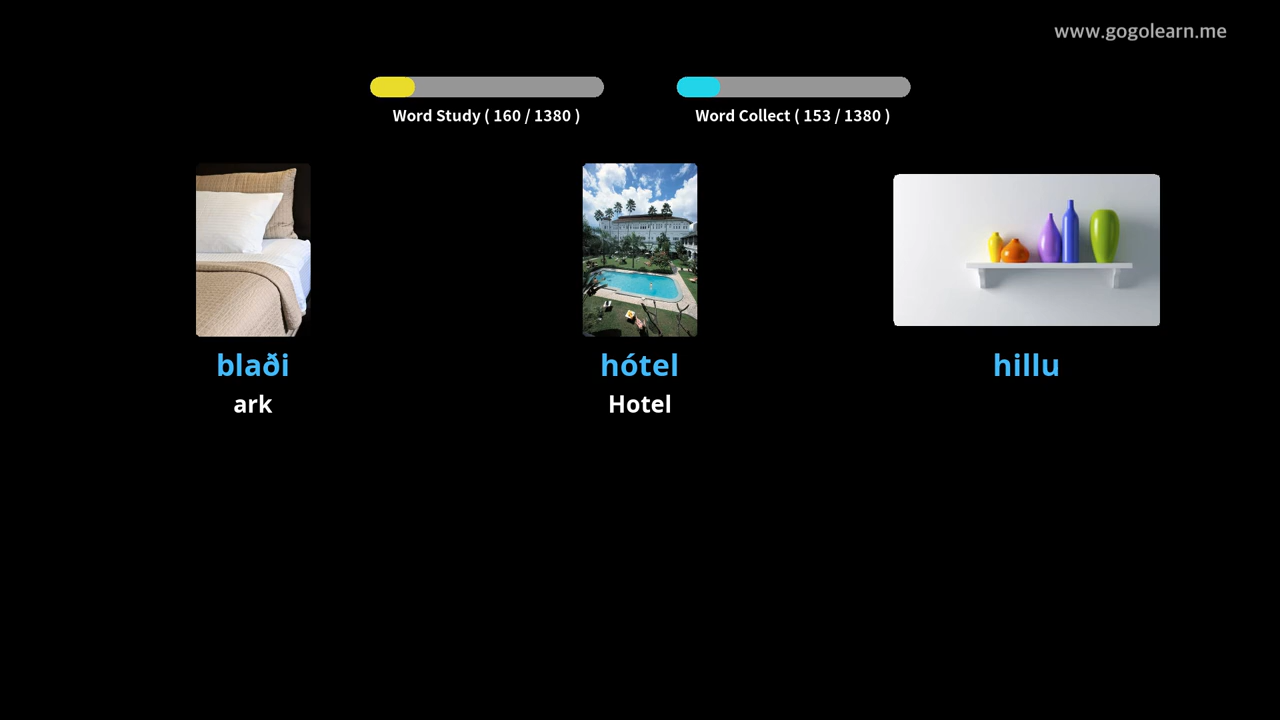 www.gogolearn.me
Word Study ( 160 / 1380 )
Word Collect ( 153 / 1380 )
blaði
hótel
hillu
ark
Hotel